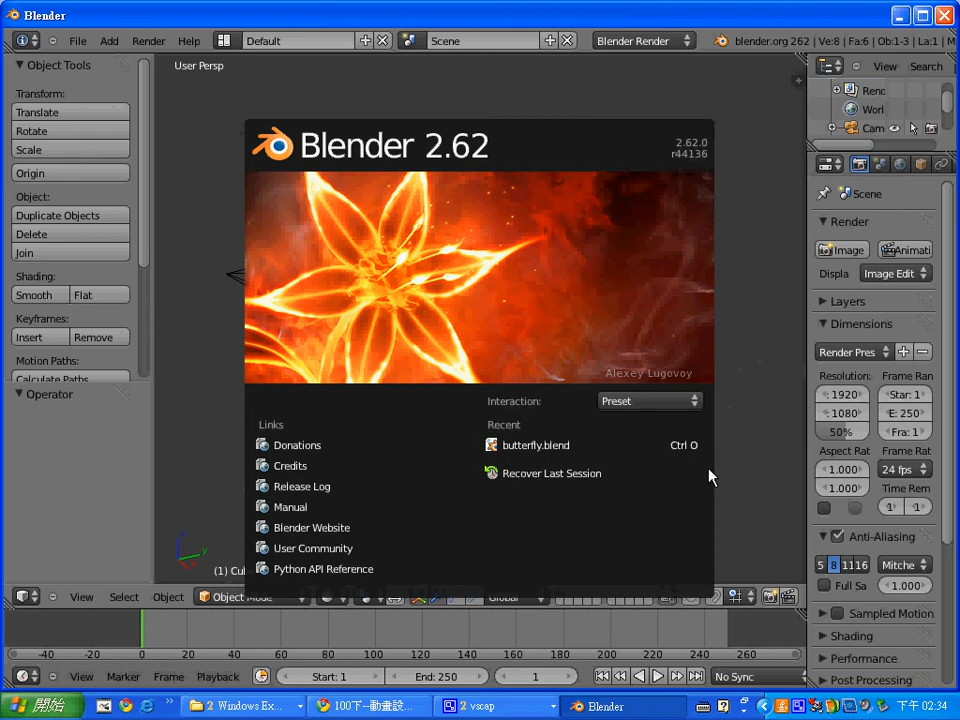 Blender
File Add Render Help Default Scene Blender Render blender.org 262 | Ve:8 | Fa:6 | Ob:1-3 | La:1 | M
Object Tools
User Persp
View Search
Transform:
Translate
Rotate
Scale
Origin
Object:
Duplicate Objects
Delete
Join
Shading:
Smooth Flat
Keyframes:
Insert Remove
Motion Paths:
Calculate Paths
Operator
Blender 2.62
2.62.0
r44136
Alexey Lugovoy
Interaction: Preset
Links
Donations
Credits
Release Log
Manual
Blender Website
User Community
Python API Reference
Recent
butterfly.blend Ctrl O
Recover Last Session
(1) Cu
Renc
Worl
Cam
Scene
Render
Image Animati
Displa Image Edit
Layers
Dimensions
Render Pres
Resolution: Frame Ran
: 1920 Star: 1
: 1080 E: 250
50% Fra: 1
Aspect Rat Frame Rat
1.000 24 fps
1.000 Time Rem
1 1
Anti-Aliasing
5 8 11 16 Mitche
Full Sa 1.000
Sampled Motion
Shading
Performance
Post Processing
View Select Object Object Mode Global
-40 -20 0 20 40 60 80 100 120 140 160 180 200 220 240 260
View Marker Frame Playback Start: 1 End: 250 1 No Sync
開始 2 Windows Ex... 100下--動畫設... 2 vscap Blender 下午 02:34